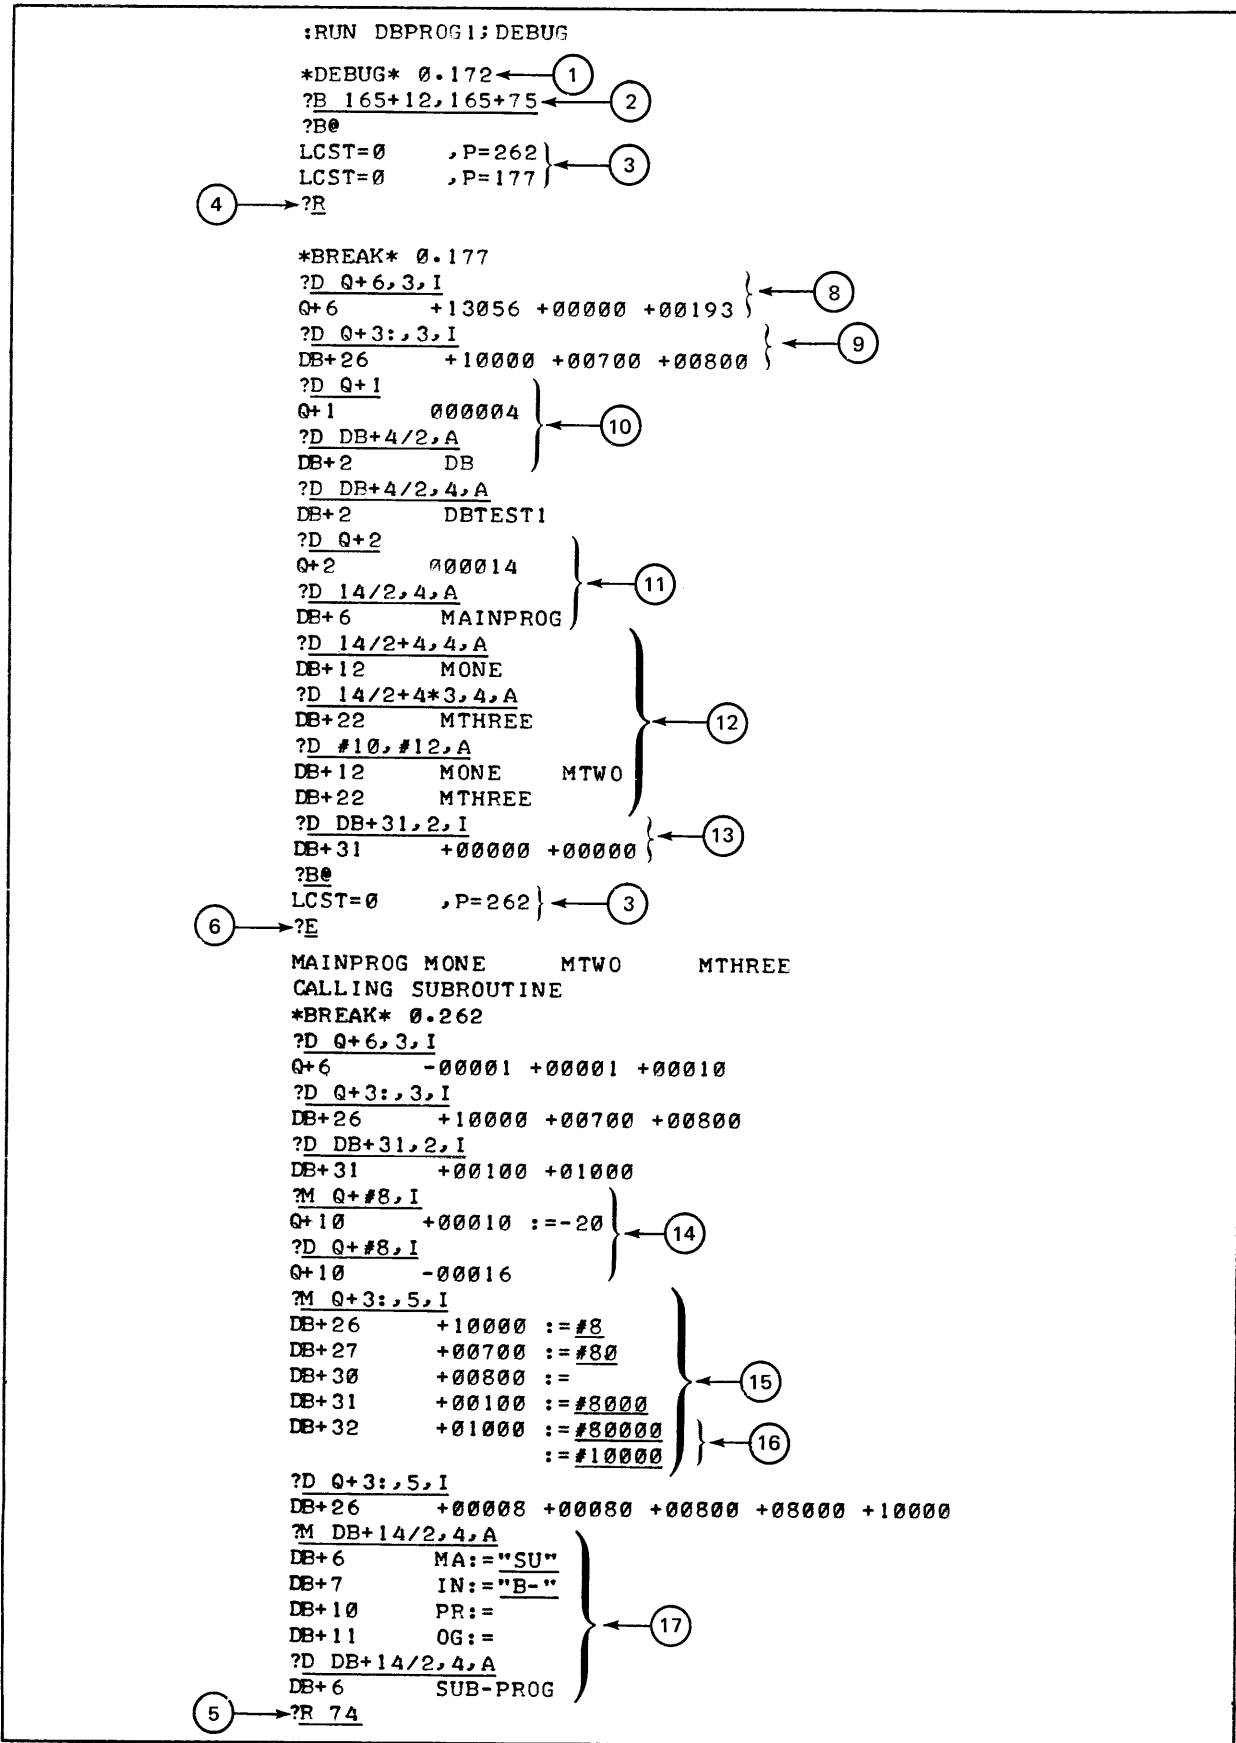 :RUN DBPROG1;DEBUG
*DEBUG* 0.172 1
?B 165+12,165+75 2
?B@
LCST=0 ,P=262
LCST=0 ,P=177 3
4 ?R
*BREAK* 0.177
?D Q+6,3,I
Q+6 +13056 +00000 +00193 8
?D Q+3:,3,I
DB+26 +10000 +00700 +00800 9
?D Q+1
Q+1 000004
10
?D DB+4/2,A
DB+2 DB
?D DB+4/2,4,A
DB+2 DBTEST1
?D Q+2
Q+2 000014
11
?D 14/2,4,A
DB+6 MAINPROG
?D 14/2+4,4,A
DB+12 MONE
?D 14/2+4*3,4,A
DB+22 MTHREE 12
?D #10,#12,A
DB+12 MONE MTWO
DB+22 MTHREE
?D DB+31,2,I
DB+31 +00000 +00000 13
?B@
LCST=0 ,P=262 3
6 ?E
MAINPROG MONE MTWO MTHREE
CALLING SUBROUTINE
*BREAK* 0.262
?D Q+6,3,I
Q+6 -00001 +00001 +00010
?D Q+3:,3,I
DB+26 +10000 +00700 +00800
?D DB+31,2,I
DB+31 +00100 +01000
?M Q+#8,I
Q+10 +00010 :=-20
14
?D Q+#8,I
Q+10 -00016
?M Q+3:,5,I
DB+26 +10000 :=#8
DB+27 +00700 :=#80
DB+30 +00800 := 15
DB+31 +00100 :=#8000
DB+32 +01000 :=#80000
16
:=#10000
?D Q+3:,5,I
DB+26 +00008 +00080 +00800 +08000 +10000
?M DB+14/2,4,A
DB+6 MA:="SU"
DB+7 IN:="B-"
DB+10 PR:=
DB+11 OG:= 17
?D DB+14/2,4,A
DB+6 SUB-PROG
5 ?R 74